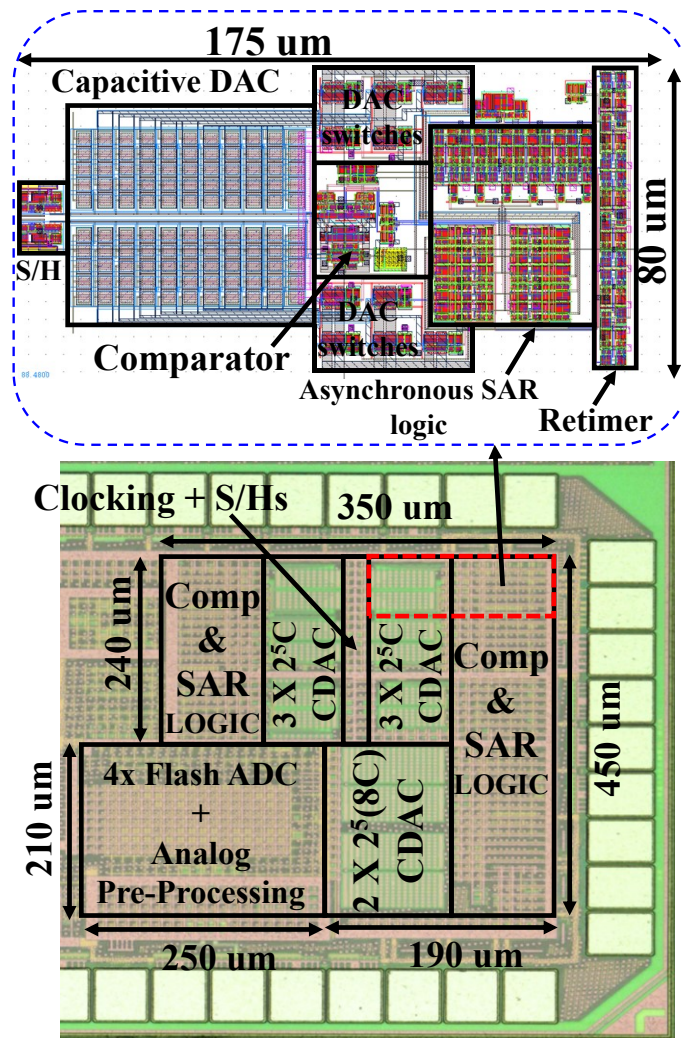 175 um
Capacitive DAC
DAC
switches
80 um
S/H
DAC
switches
Comparator
88.4800
Asynchronous SAR
logic
Retimer
Clocking + S/Hs
350 um
240 um
Comp
&
SAR
LOGIC
3 X 2⁵C
CDAC
3 X 2⁵C
CDAC
Comp
&
SAR
LOGIC
450 um
210 um
4x Flash ADC
+
Analog
Pre-Processing
2 X 2⁵(8C)
CDAC
250 um
190 um